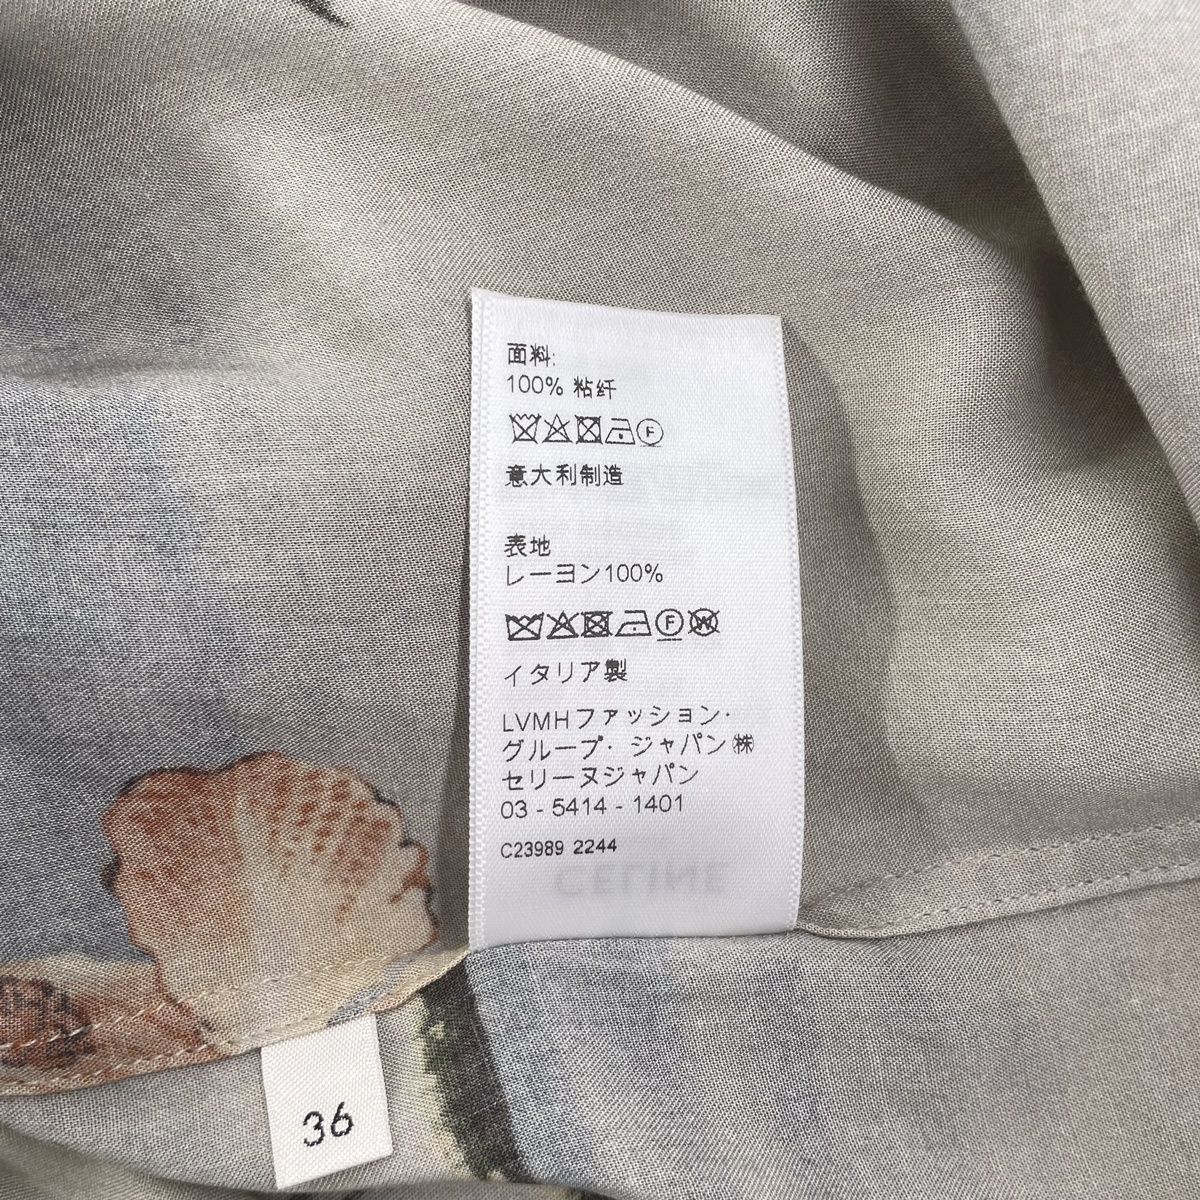 面料:
100% 粘纤
F
意大利制造
表地
レーヨン100%
F W
イタリア製
LVMHファッション・
グループ・ジャパン㈱
セリーヌジャパン
03 - 5414 - 1401
C23989 2244
CELINE
36